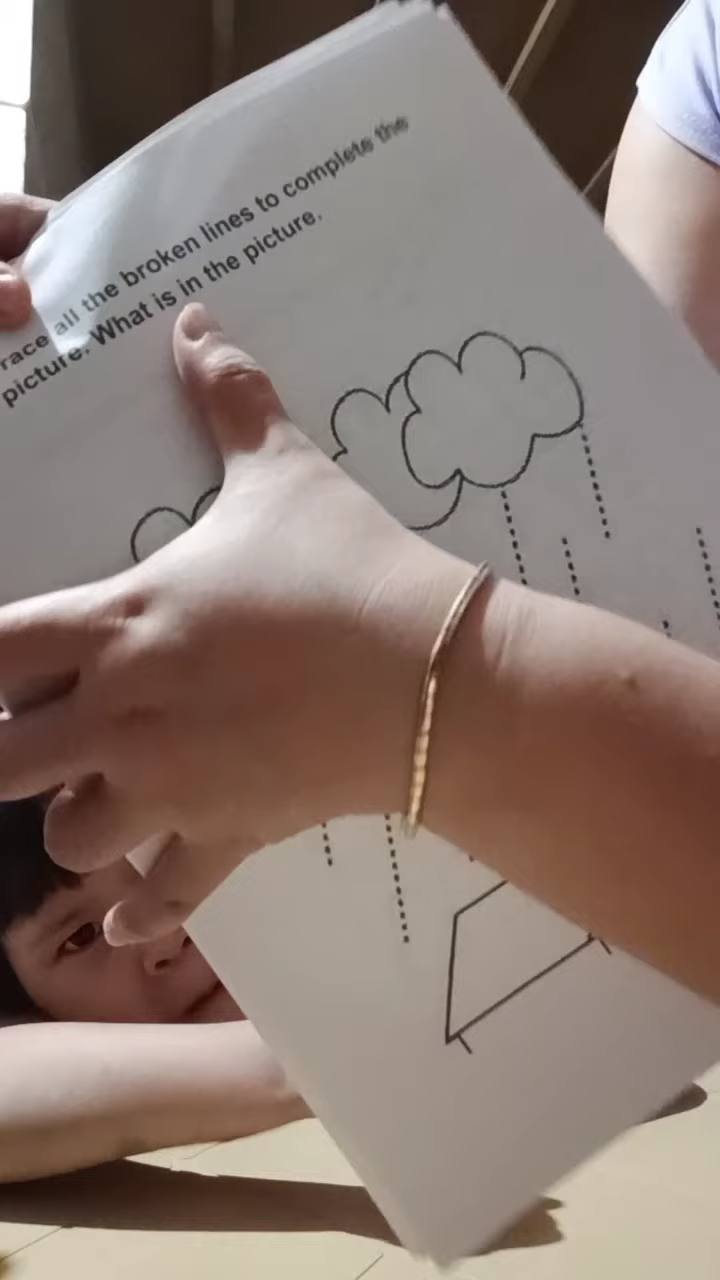 race all the broken lines to complete the
picture. What is in the picture.